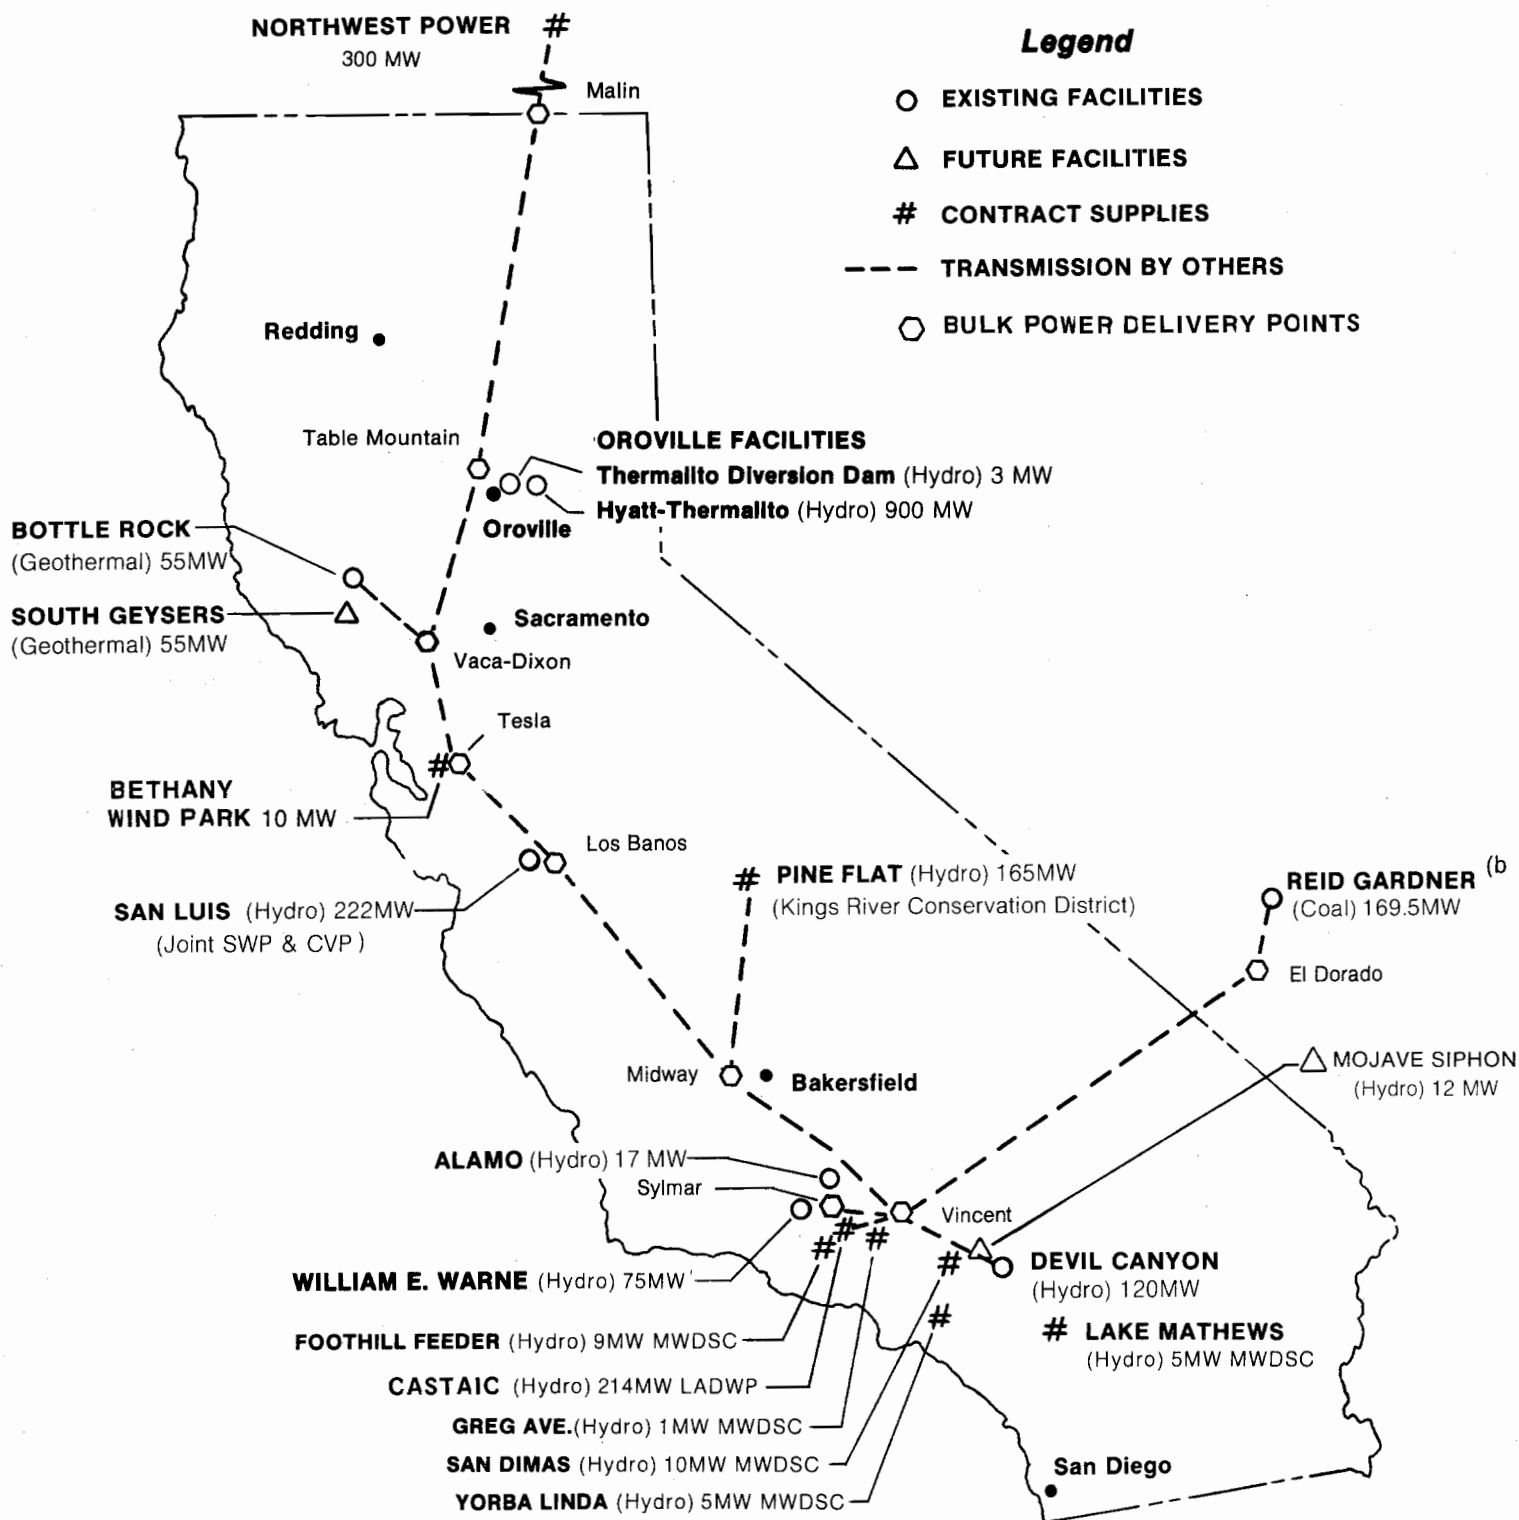 NORTHWEST POWER #
300 MW
Malin
Legend
EXISTING FACILITIES
FUTURE FACILITIES
# CONTRACT SUPPLIES
TRANSMISSION BY OTHERS
BULK POWER DELIVERY POINTS
Redding
Table Mountain
OROVILLE FACILITIES
Thermalito Diversion Dam (Hydro) 3 MW
Hyatt-Thermalito (Hydro) 900 MW
Oroville
BOTTLE ROCK
(Geothermal) 55MW
SOUTH GEYSERS
(Geothermal) 55MW
Sacramento
Vaca-Dixon
Tesla
#
BETHANY
WIND PARK 10 MW
Los Banos
SAN LUIS (Hydro) 222MW
(Joint SWP & CVP)
# PINE FLAT (Hydro) 165MW
(Kings River Conservation District)
REID GARDNER (b
(Coal) 169.5MW
El Dorado
MOJAVE SIPHON
(Hydro) 12 MW
Midway
Bakersfield
ALAMO (Hydro) 17 MW
Sylmar
Vincent
# # # #
DEVIL CANYON
(Hydro) 120MW
WILLIAM E. WARNE (Hydro) 75MW
#
# LAKE MATHEWS
(Hydro) 5MW MWDSC
FOOTHILL FEEDER (Hydro) 9MW MWDSC
CASTAIC (Hydro) 214MW LADWP
GREG AVE.(Hydro) 1MW MWDSC
SAN DIMAS (Hydro) 10MW MWDSC
YORBA LINDA (Hydro) 5MW MWDSC
San Diego